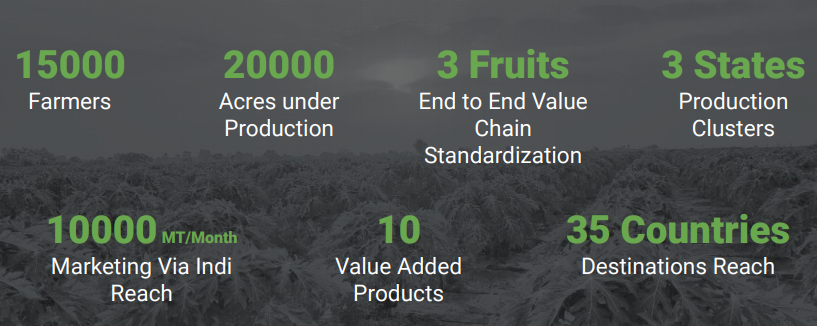 15000
Farmers
20000
Acres under
Production
3 Fruits
End to End Value
Chain
Standardization
3 States
Production
Clusters
10000 MT/Month
Marketing Via Indi
Reach
10
Value Added
Products
35 Countries
Destinations Reach